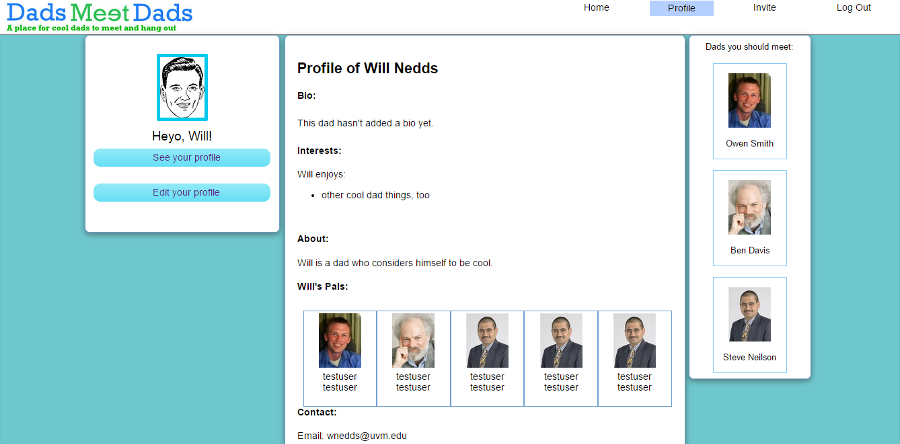 Dads Meet Dads
A place for cool dads to meet and hang out
Home Profile Invite Log Out
Heyo, Will!
See your profile
Edit your profile
Profile of Will Nedds
Bio:
This dad hasn't added a bio yet.
Interests:
Will enjoys:
• other cool dad things, too
About:
Will is a dad who considers himself to be cool.
Will's Pals:
testuser testuser testuser testuser testuser
testuser testuser testuser testuser testuser
Contact:
Email: wnedds@uvm.edu
Dads you should meet:
Owen Smith
Ben Davis
Steve Neilson